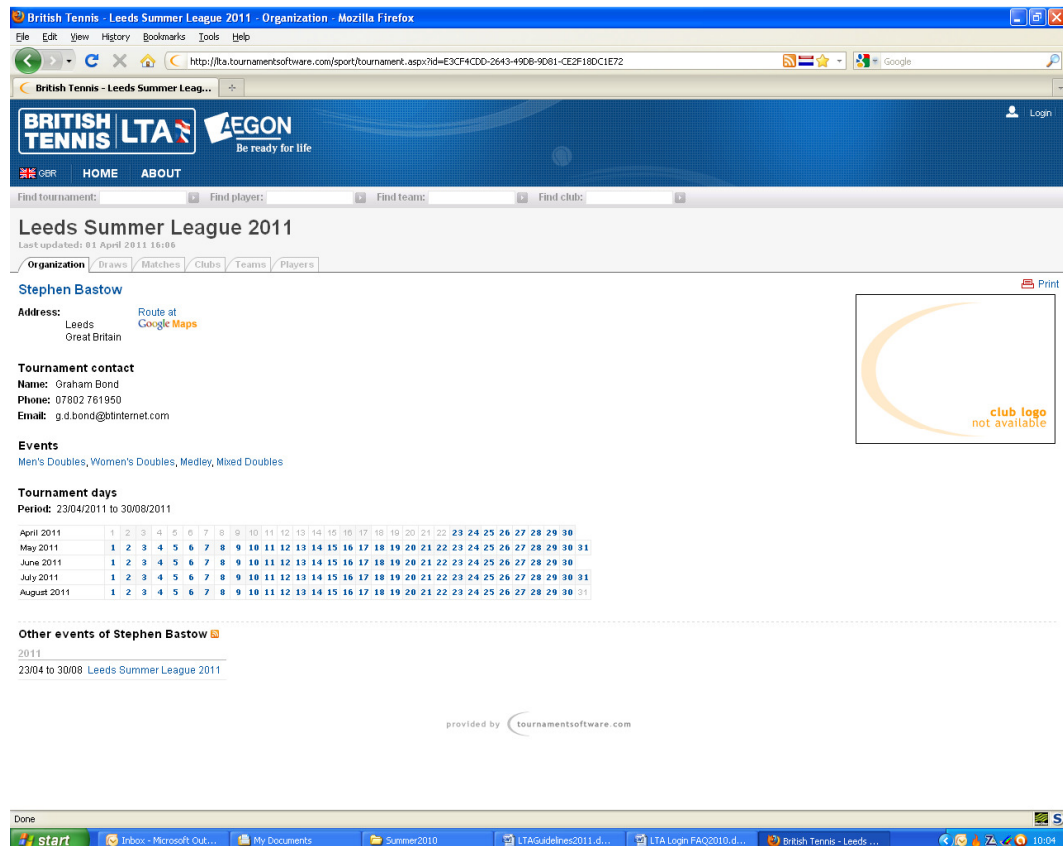 British Tennis - Leeds Summer League 2011 - Organization - Mozilla Firefox
File Edit View History Bookmarks Tools Help
http://lta.tournamentsoftware.com/sport/tournament.aspx?id=E3CF4CDD-2643-49DB-9D81-CE2F18DC1E72 Google
British Tennis - Leeds Summer Leag...
BRITISH TENNIS LTA AEGON Be ready for life Login
GBR HOME ABOUT
Find tournament: Find player: Find team: Find club:
Leeds Summer League 2011
Last updated: 01 April 2011 16:06
Organization Draws Matches Clubs Teams Players
Print
Stephen Bastow
Address: Route at
Leeds Google Maps
Great Britain
Tournament contact
Name: Graham Bond
Phone: 07802 761950
Email: g.d.bond@btinternet.com
club logo
not available
Events
Men's Doubles, Women's Doubles, Medley, Mixed Doubles
Tournament days
Period: 23/04/2011 to 30/08/2011
April 2011 1 2 3 4 5 6 7 8 9 10 11 12 13 14 15 16 17 18 19 20 21 22 23 24 25 26 27 28 29 30
May 2011 1 2 3 4 5 6 7 8 9 10 11 12 13 14 15 16 17 18 19 20 21 22 23 24 25 26 27 28 29 30 31
June 2011 1 2 3 4 5 6 7 8 9 10 11 12 13 14 15 16 17 18 19 20 21 22 23 24 25 26 27 28 29 30
July 2011 1 2 3 4 5 6 7 8 9 10 11 12 13 14 15 16 17 18 19 20 21 22 23 24 25 26 27 28 29 30 31
August 2011 1 2 3 4 5 6 7 8 9 10 11 12 13 14 15 16 17 18 19 20 21 22 23 24 25 26 27 28 29 30 31
Other events of Stephen Bastow
2011
23/04 to 30/08 Leeds Summer League 2011
provided by tournamentsoftware.com
Done S
start Inbox - Microsoft Out... My Documents Summer2010 LTAGuidelines2011.d... LTA Login FAQ2010.d... British Tennis - Leeds ... 10:04